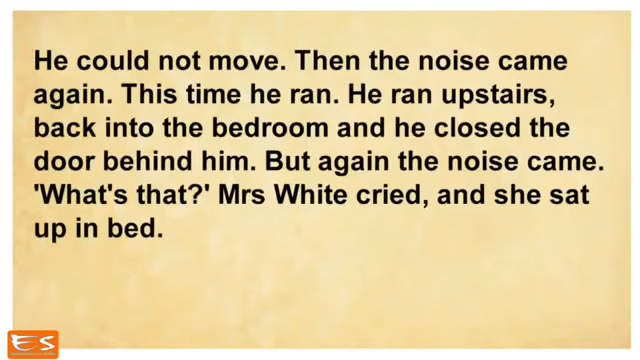 He could not move. Then the noise came
again. This time he ran. He ran upstairs,
back into the bedroom and he closed the
door behind him. But again the noise came.
'What's that?' Mrs White cried, and she sat
up in bed.
ES